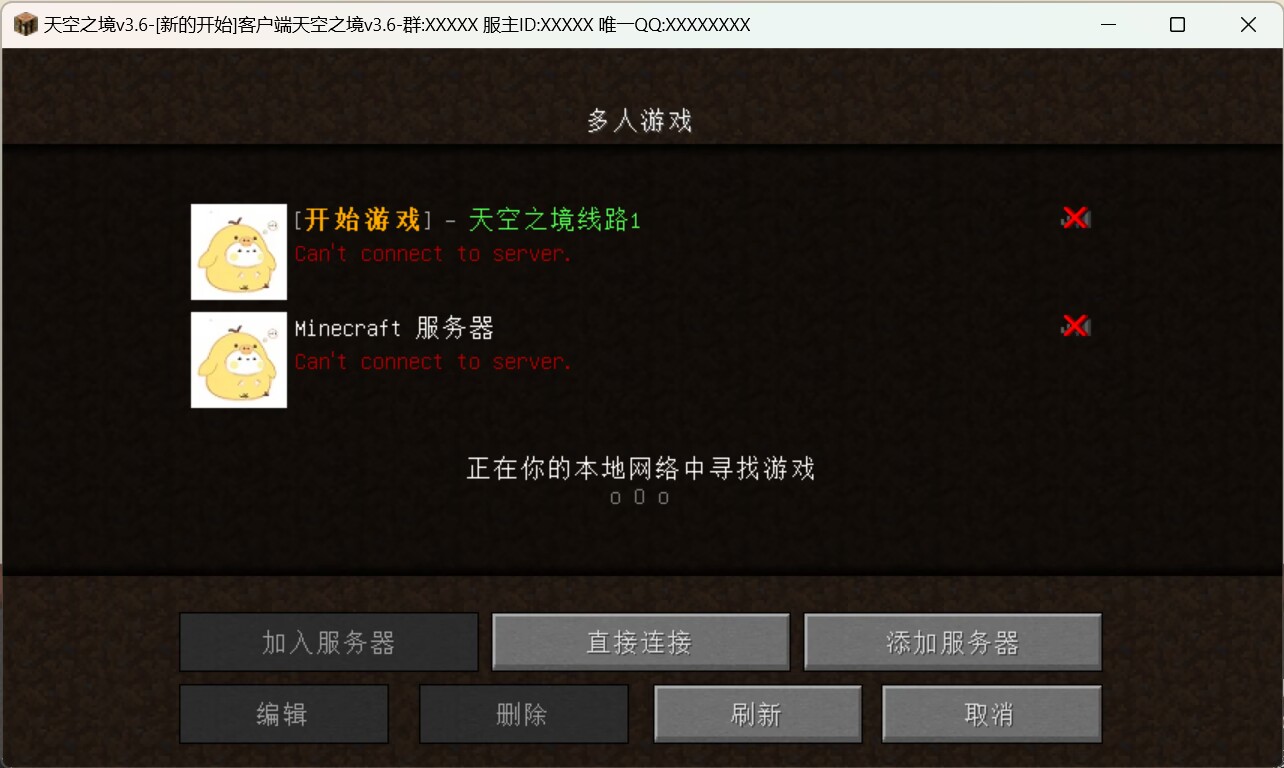 天空之境v3.6-[新的开始]客户端天空之境v3.6-群:XXXXX 服主ID:XXXXX 唯一QQ:XXXXXXXX
多人游戏
[开始游戏] - 天空之境线路1
Can't connect to server.
Minecraft 服务器
Can't connect to server.
正在你的本地网络中寻找游戏
o O o
加入服务器
直接连接
添加服务器
编辑
删除
刷新
取消